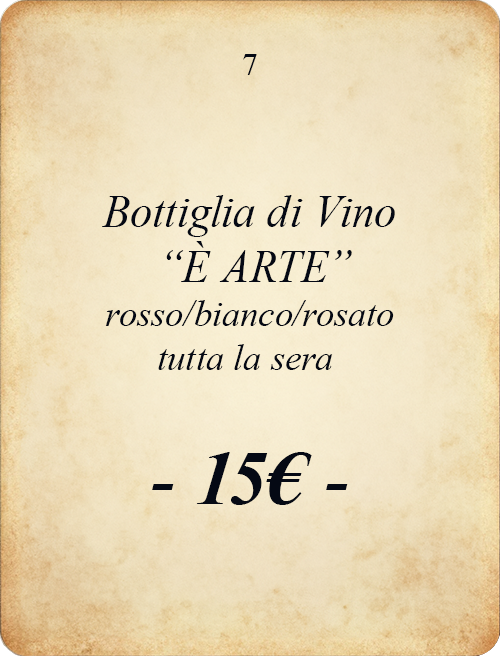 7
Bottiglia di Vino
“È ARTE”
rosso/bianco/rosato
tutta la sera
- 15€ -